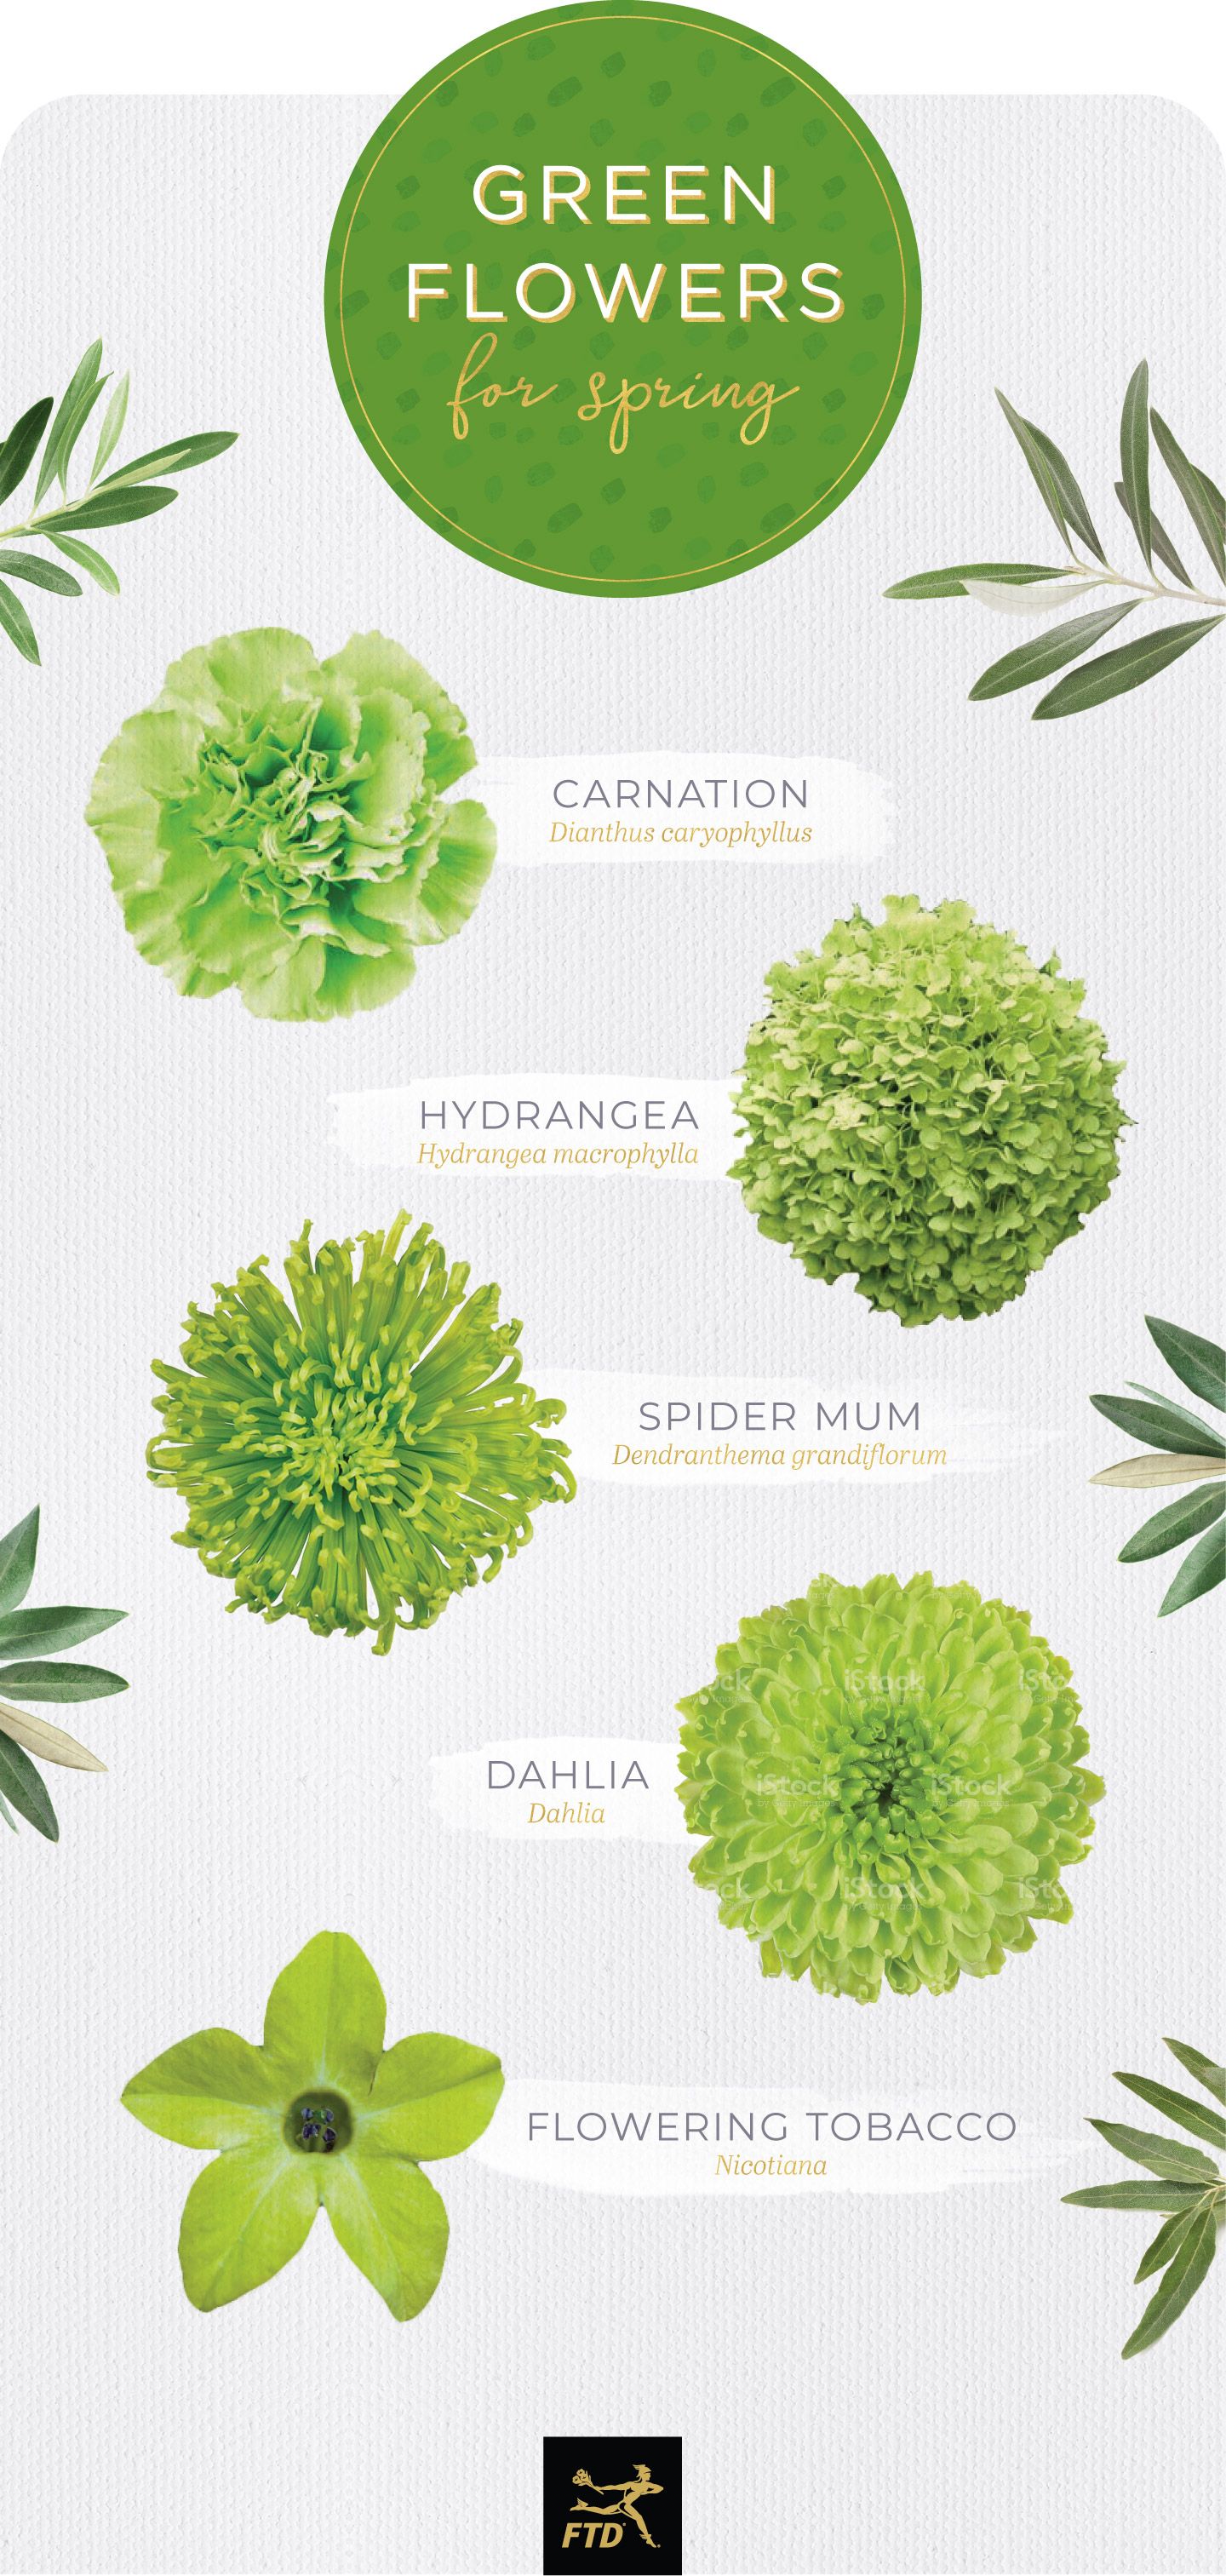 GREEN
FLOWERS
for spring
CARNATION
Dianthus caryophyllus
HYDRANGEA
Hydrangea macrophylla
SPIDER MUM
Dendranthema grandiflorum
iStock
iStock
iStock
DAHLIA
Dahlia
iStock
FLOWERING TOBACCO
Nicotiana
FTD